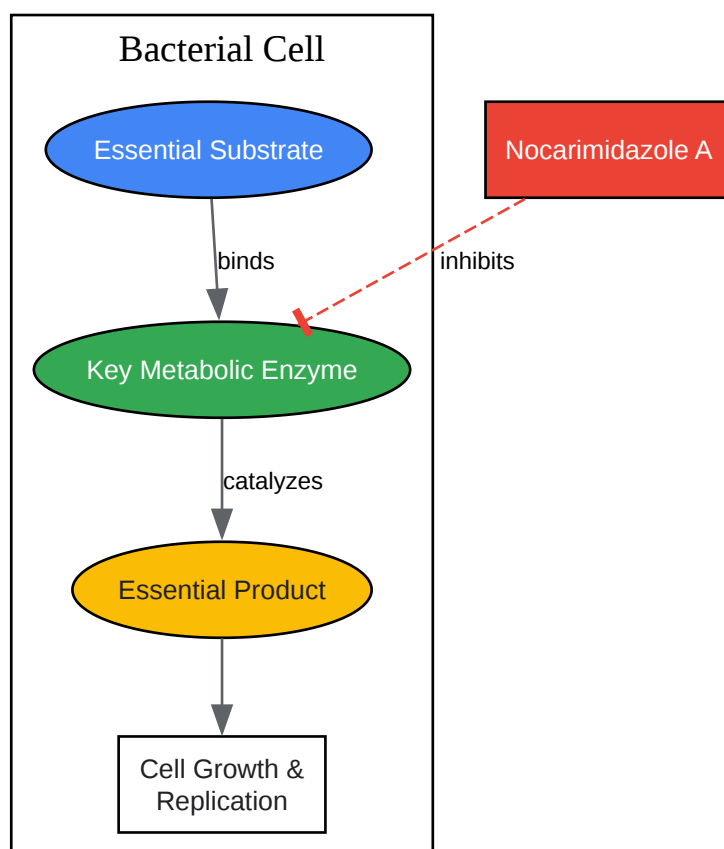 Bacterial Cell
Essential Substrate
Nocarimidazole A
binds
inhibits
Key Metabolic Enzyme
catalyzes
Essential Product
Cell Growth &
Replication